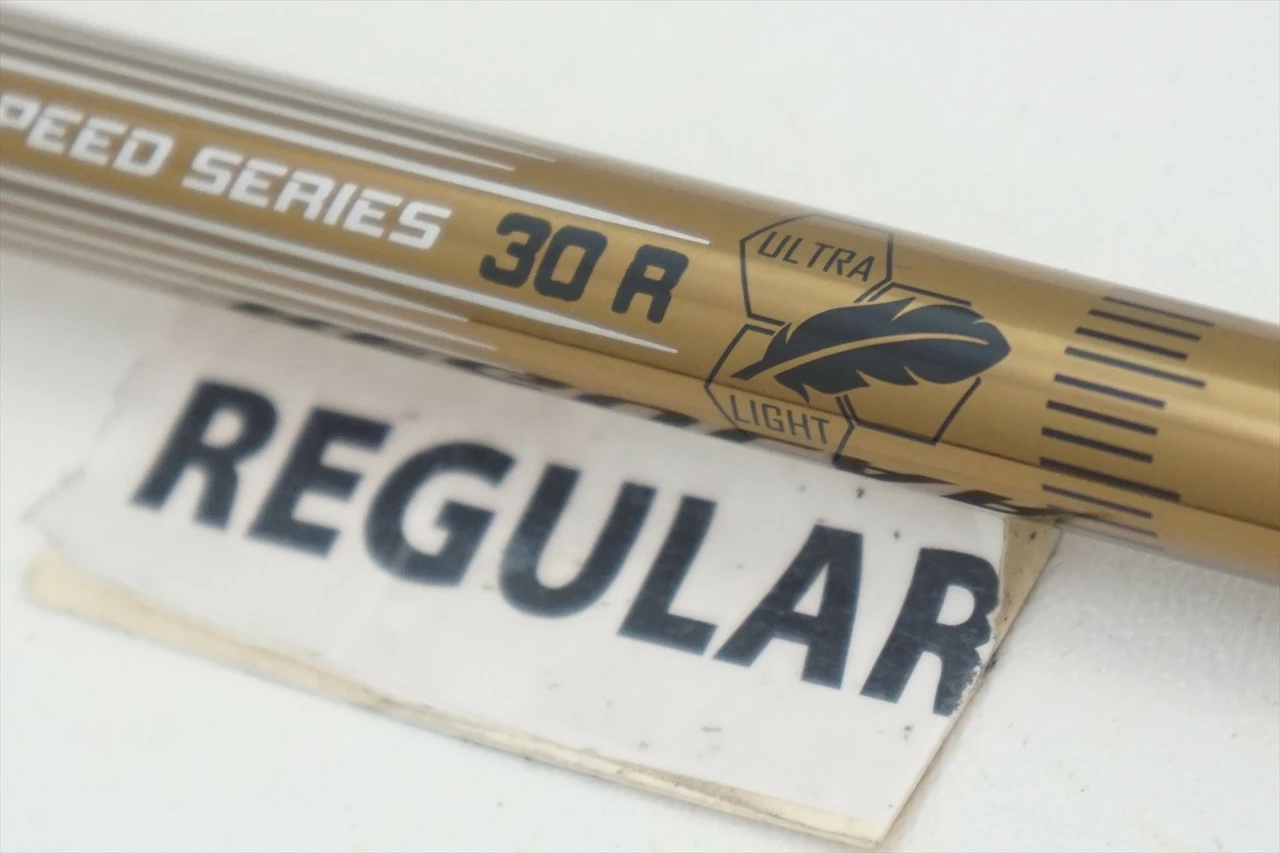 PEED SERIES 30 R
ULTRA
LIGHT
REGULAR